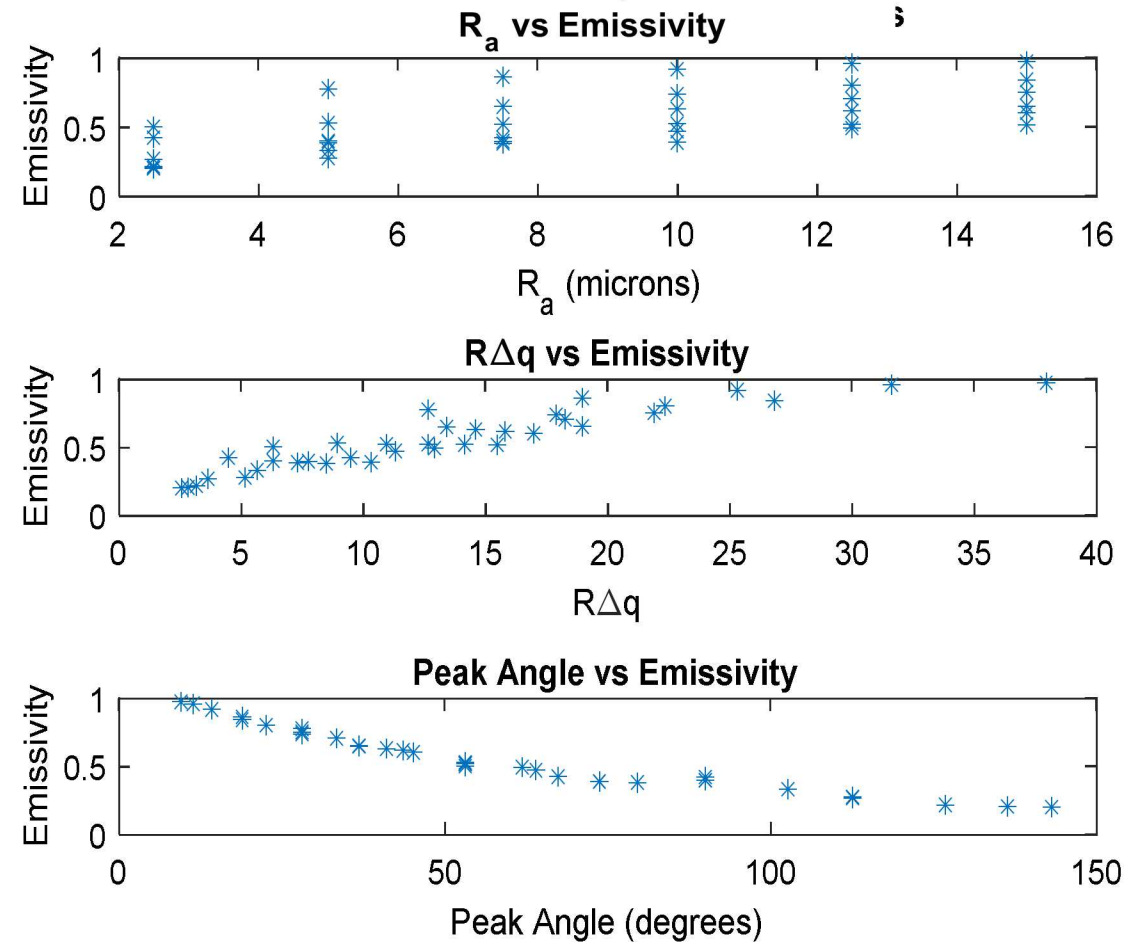 s
R_a vs Emissivity
Emissivity
1
0.5
0
2 4 6 8 10 12 14 16
R_a (microns)
RΔq vs Emissivity
Emissivity
1
0.5
0
0 5 10 15 20 25 30 35 40
RΔq
Peak Angle vs Emissivity
Emissivity
1
0.5
0
0 50 100 150
Peak Angle (degrees)